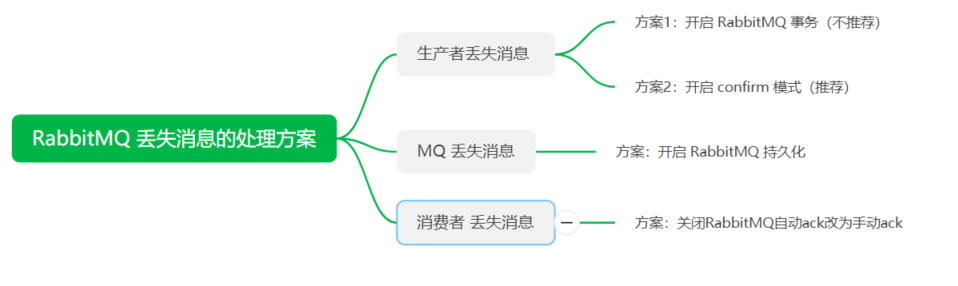 RabbitMQ 丢失消息的处理方案
生产者丢失消息
方案1：开启 RabbitMQ 事务（不推荐）
方案2：开启 confirm 模式（推荐）
MQ 丢失消息
方案：开启 RabbitMQ 持久化
消费者 丢失消息
方案：关闭RabbitMQ自动ack改为手动ack